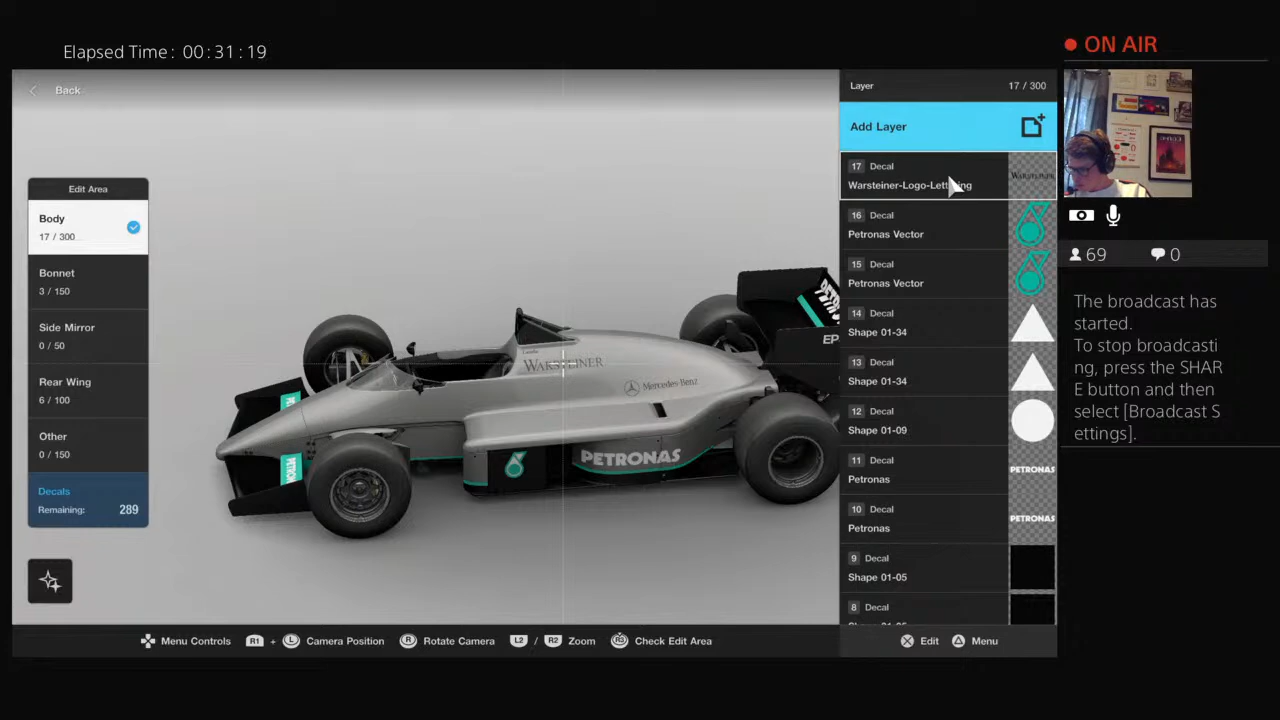 Elapsed Time: 00:31:19
ON AIR
Back
Layer 17 / 300
Add Layer
17 Decal
Warsteiner-Logo-Lettering
WARSTEINER
16 Decal
Petronas Vector
15 Decal
Petronas Vector
14 Decal
Shape 01-34
13 Decal
Shape 01-34
12 Decal
Shape 01-09
11 Decal
Petronas
PETRONAS
10 Decal
Petronas
PETRONAS
9 Decal
Shape 01-05
8 Decal
Edit Area
Body
17 / 300
Bonnet
3 / 150
Side Mirror
0 / 50
Rear Wing
6 / 100
Other
0 / 150
Decals
Remaining: 289
WARSTEINER
Mercedes-Benz
PETRONAS
69 0
The broadcast has
started.
To stop broadcasti
ng, press the SHAR
E button and then
select [Broadcast S
ettings].
Menu Controls R1 + L Camera Position R Rotate Camera L2 / R2 Zoom R3 Check Edit Area Edit Menu